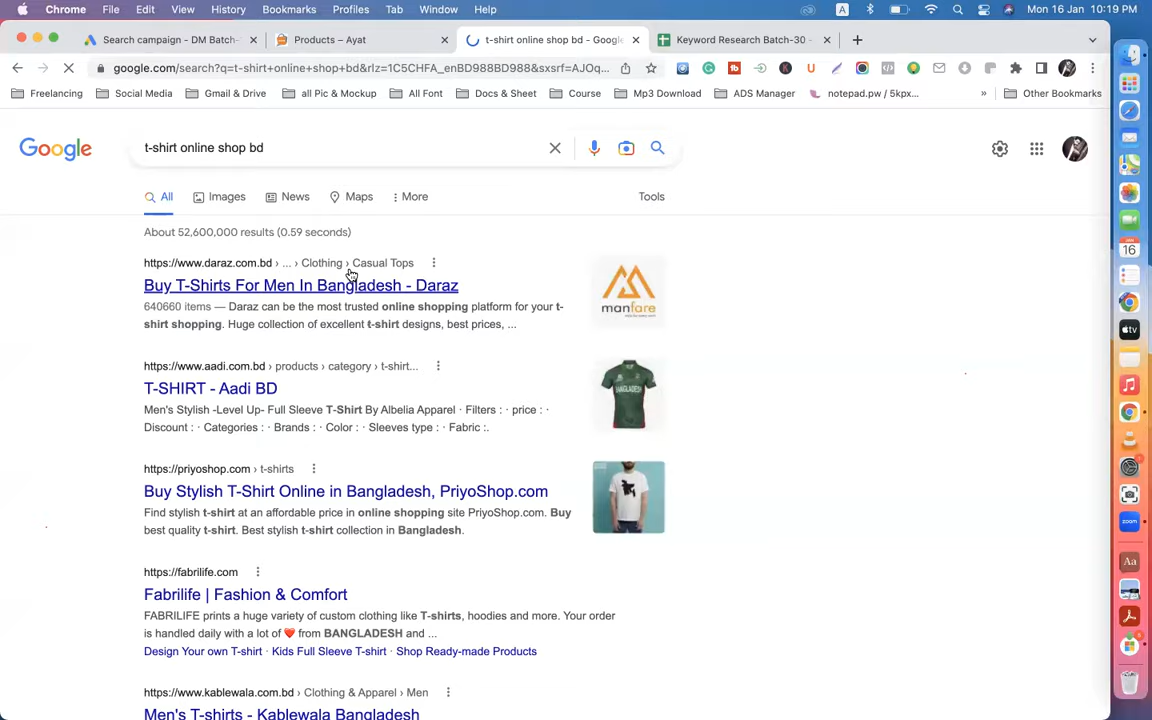 Chrome File Edit View History Bookmarks Profiles Tab Window Help A Mon 16 Jan 10:19 PM
Search campaign - DM Batch- Products – Ayat t-shirt online shop bd - Google Keyword Research Batch-30 -
google.com/search?q=t-shirt+online+shop+bd&rlz=1C5CHFA_enBD988BD988&sxsrf=AJOq...
Freelancing Social Media Gmail & Drive all Pic & Mockup All Font Docs & Sheet Course Mp3 Download ADS Manager notepad.pw / 5kpx... » Other Bookmarks
Google t-shirt online shop bd
All Images News Maps More Tools
About 52,600,000 results (0.59 seconds)
https://www.daraz.com.bd › ... › Clothing › Casual Tops
Buy T-Shirts For Men In Bangladesh - Daraz
640660 items — Daraz can be the most trusted online shopping platform for your t-
shirt shopping. Huge collection of excellent t-shirt designs, best prices, ...
manfare
https://www.aadi.com.bd › products › category › t-shirt...
T-SHIRT - Aadi BD
Men's Stylish -Level Up- Full Sleeve T-Shirt By Albelia Apparel · Filters : · price : ·
Discount : · Categories : · Brands : · Color : · Sleeves type : · Fabric :.
BANGLADESH
https://priyoshop.com › t-shirts
Buy Stylish T-Shirt Online in Bangladesh, PriyoShop.com
Find stylish t-shirt at an affordable price in online shopping site PriyoShop.com. Buy
best quality t-shirt. Best stylish t-shirt collection in Bangladesh.
https://fabrilife.com
Fabrilife | Fashion & Comfort
FABRILIFE prints a huge variety of custom clothing like T-shirts, hoodies and more. Your order
is handled daily with a lot of ❤️ from BANGLADESH and ...
Design Your own T-shirt · Kids Full Sleeve T-shirt · Shop Ready-made Products
https://www.kablewala.com.bd › Clothing & Apparel › Men
Men's T-shirts - Kablewala Bangladesh
JAN
16
tv
zoom
Aa